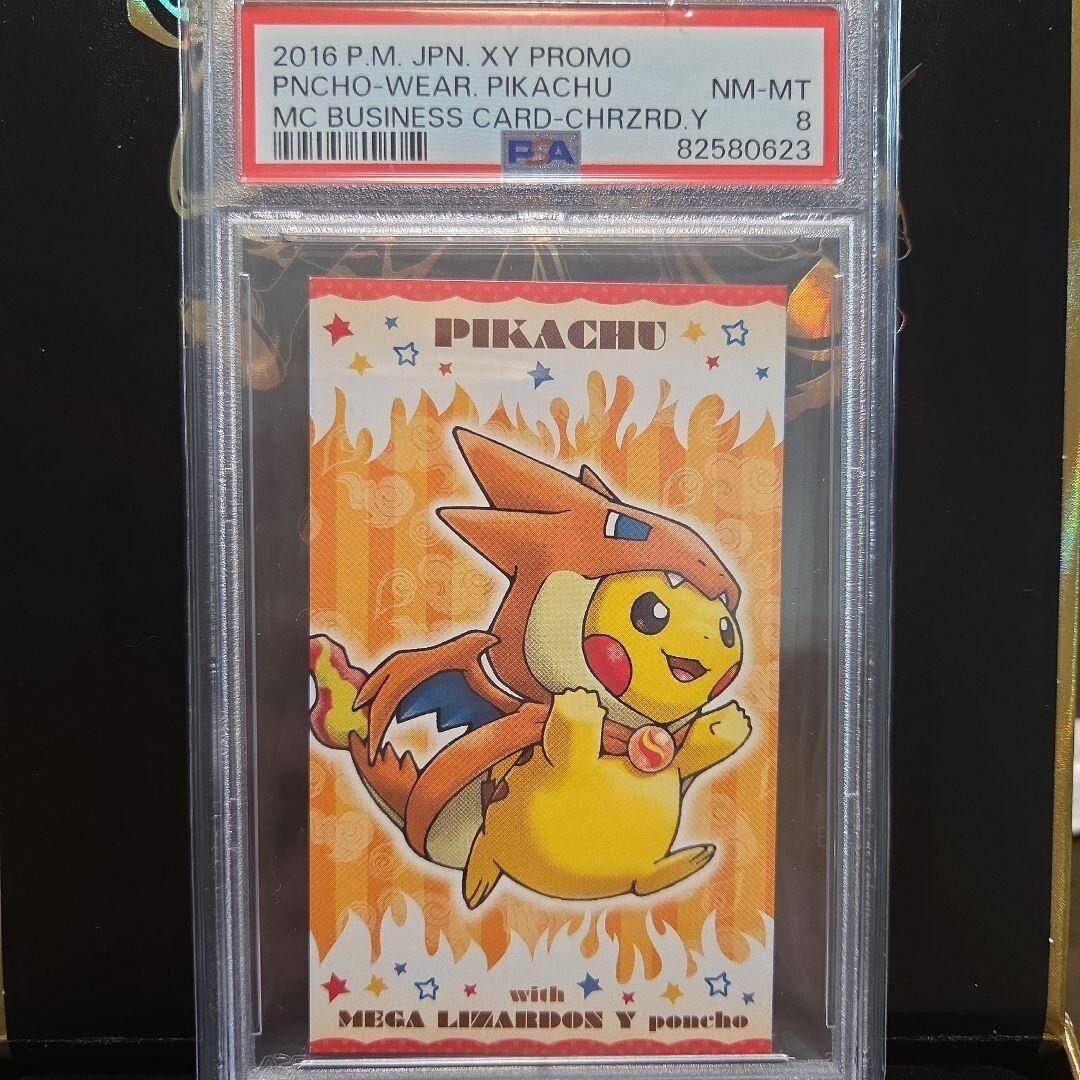 2016 P.M. JPN. XY PROMO
PNCHO-WEAR. PIKACHU NM-MT
MC BUSINESS CARD-CHRZRD.Y 8
PSA 82580623
PIKACHU
with
MEGA LIZARDON Y poncho